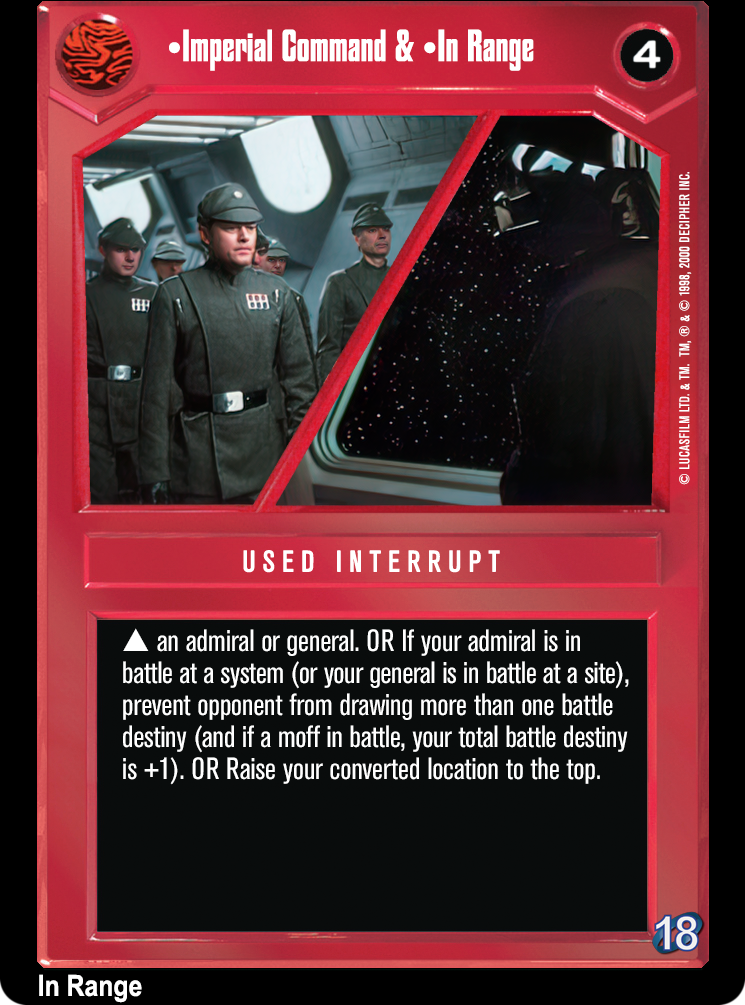 •Imperial Command & •In Range
4
© LUCASFILM LTD. & TM. TM, ® & © 1998, 2000 DECIPHER INC.
USED INTERRUPT
▲ an admiral or general. OR If your admiral is in
battle at a system (or your general is in battle at a site),
prevent opponent from drawing more than one battle
destiny (and if a moff in battle, your total battle destiny
is +1). OR Raise your converted location to the top.
18
In Range